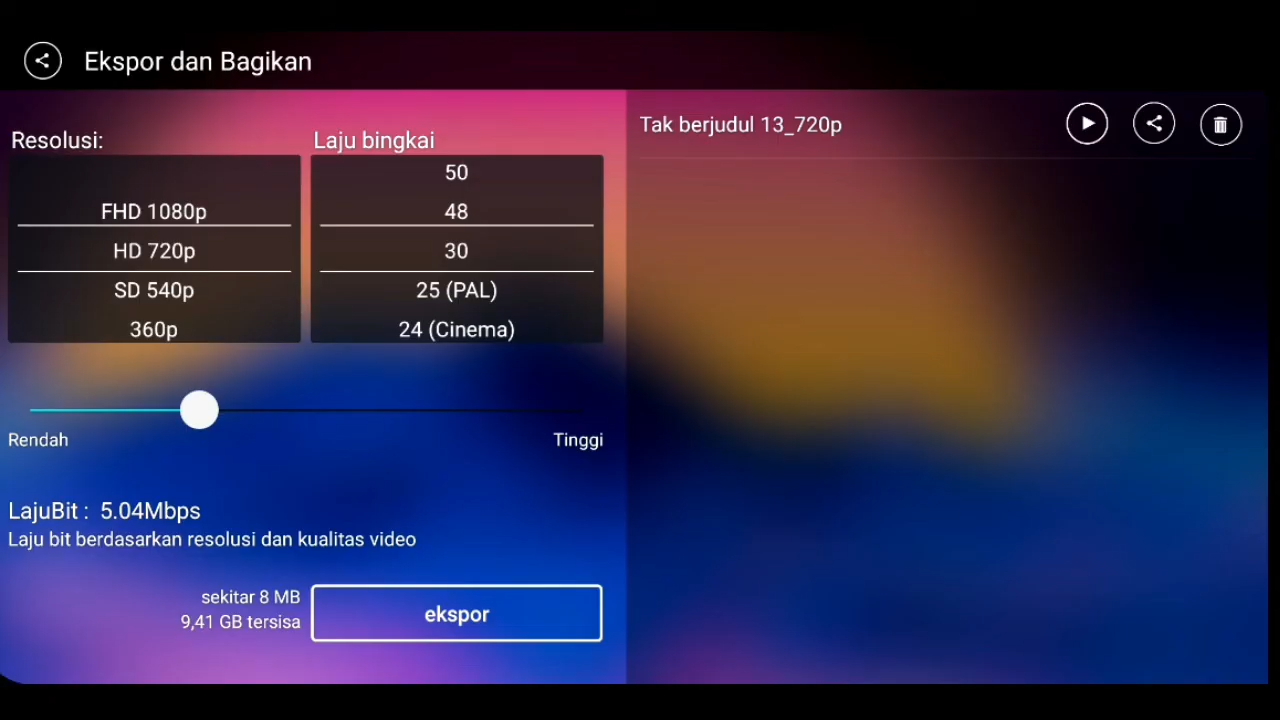 Ekspor dan Bagikan
Resolusi:
FHD 1080p
HD 720p
SD 540p
360p
Laju bingkai
50
48
30
25 (PAL)
24 (Cinema)
Rendah
Tinggi
LajuBit : 5.04Mbps
Laju bit berdasarkan resolusi dan kualitas video
sekitar 8 MB
9,41 GB tersisa
ekspor
Tak berjudul 13_720p